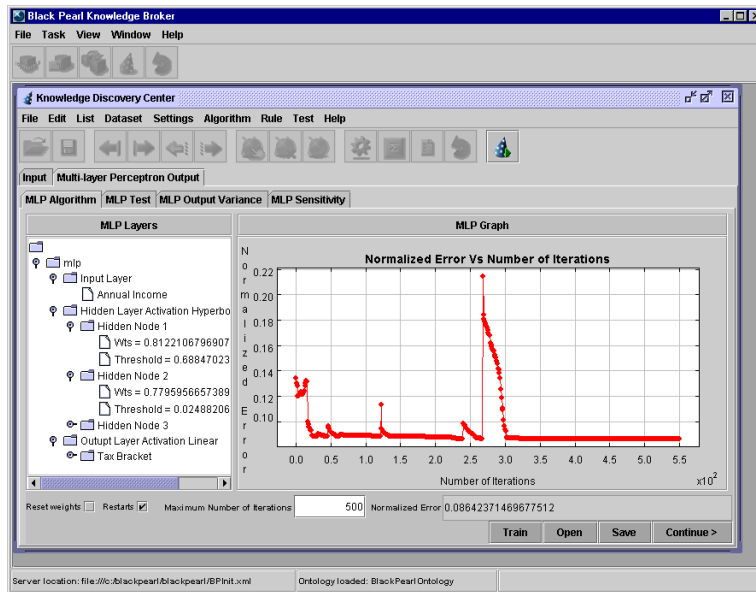 Black Pearl Knowledge Broker
File Task View Window Help
Knowledge Discovery Center
File Edit List Dataset Settings Algorithm Rule Test Help
Input Multi-layer Perceptron Output
MLP Algorithm MLP Test MLP Output Variance MLP Sensitivity
MLP Layers
mlp
Input Layer
Annual Income
Hidden Layer Activation Hyperbo
Hidden Node 1
Wts = 0.8122106796907
Threshold = 0.68847023
Hidden Node 2
Wts = 0.7795956657389
Threshold = 0.02488206
Hidden Node 3
Outupt Layer Activation Linear
Tax Bracket
MLP Graph
Normalized Error Vs Number of Iterations
Normalized Error
0.22
0.20
0.18
0.16
0.14
0.12
0.10
0.0 0.5 1.0 1.5 2.0 2.5 3.0 3.5 4.0 4.5 5.0 5.5
Number of Iterations x10²
Reset weights Restarts Maximum Number of Iterations 500 Normalized Error 0.08642371469677512
Train Open Save Continue >
Server location: file:///c:/blackpearl/blackpearl/BPInit.xml Ontology loaded: BlackPearlOntology